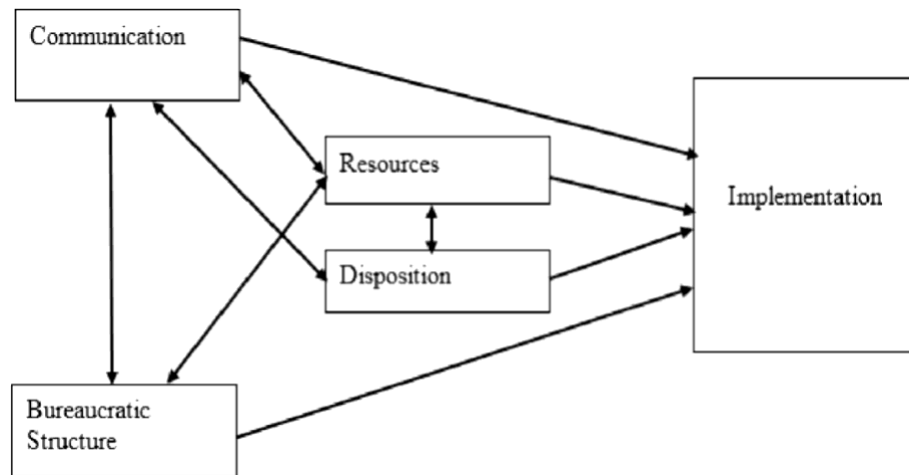 Communication
Resources
Implementation
Disposition
Bureaucratic
Structure